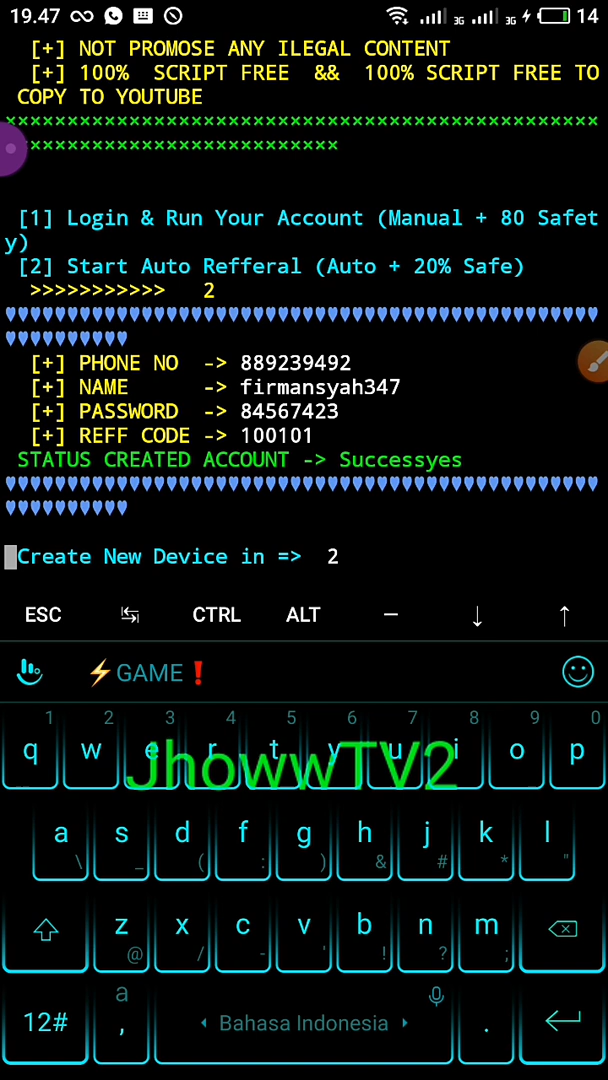 19.47 3G 3G 14
[+] NOT PROMOSE ANY ILEGAL CONTENT
[+] 100% SCRIPT FREE && 100% SCRIPT FREE TO
COPY TO YOUTUBE
××××××××××××××××××××××××××××××××××××××××××××××××
×××××××××××××××××××××××××
[1] Login & Run Your Account (Manual + 80 Safet
y)
[2] Start Auto Refferal (Auto + 20% Safe)
>>>>>>>>>>> 2
[+] PHONE NO -> 889239492
[+] NAME -> firmansyah347
[+] PASSWORD -> 84567423
[+] REFF CODE -> 100101
STATUS CREATED ACCOUNT -> Successyes
Create New Device in => 2
ESC CTRL ALT – ↓ ↑
⚡GAME❗
1 2 3 4 5 6 7 8 9 0
q w e r t y u i o p
JhowwTV2
a s d f g h j k l
\ _ ( : ) & # * "
z x c v b n m
@ / - ' ! ? ;
a
12# , Bahasa Indonesia .